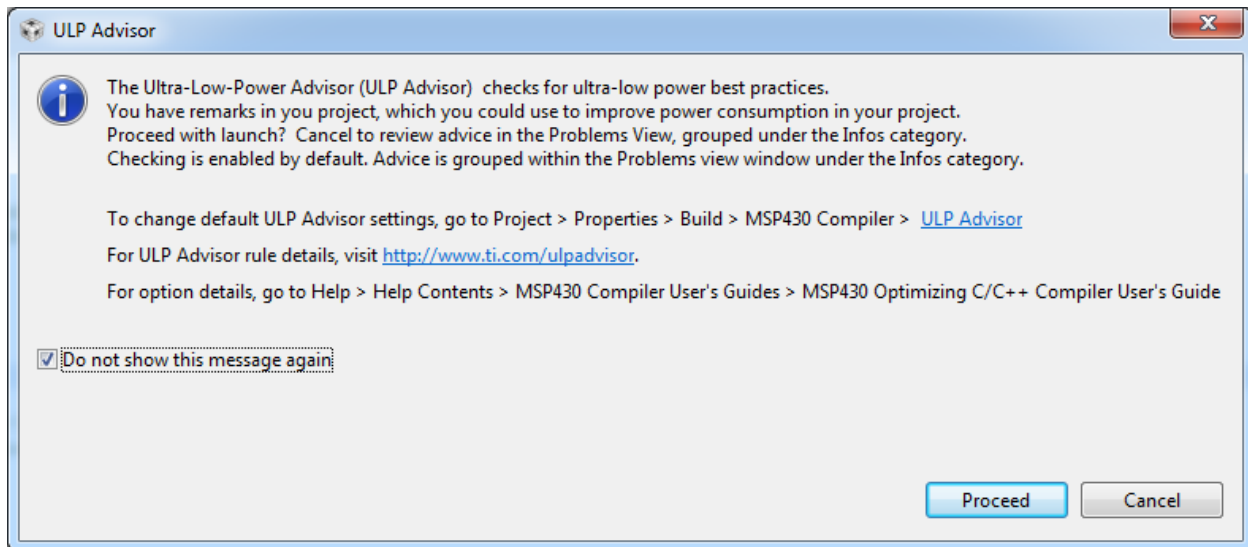 ULP Advisor
The Ultra-Low-Power Advisor (ULP Advisor)  checks for ultra-low power best practices.
You have remarks in your project, which you could use to improve power consumption in your project.
Proceed with launch?  Cancel to review advice in the Problems View, grouped under the Infos category.
Checking is enabled by default. Advice is grouped within the Problems view window under the Infos category.
To change default ULP Advisor settings, go to Project > Properties > Build > MSP430 Compiler >  ULP Advisor
For ULP Advisor rule details, visit http://www.ti.com/ulpadvisor.
For option details, go to Help > Help Contents > MSP430 Compiler User's Guides > MSP430 Optimizing C/C++ Compiler User's Guide
Do not show this message again
Proceed Cancel